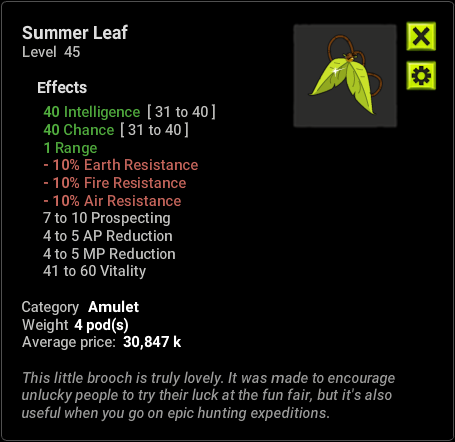 Summer Leaf
Level 45
Effects
40 Intelligence [ 31 to 40 ]
40 Chance [ 31 to 40 ]
1 Range
- 10% Earth Resistance
- 10% Fire Resistance
- 10% Air Resistance
7 to 10 Prospecting
4 to 5 AP Reduction
4 to 5 MP Reduction
41 to 60 Vitality
Category Amulet
Weight 4 pod(s)
Average price: 30,847 k
This little brooch is truly lovely. It was made to encourage
unlucky people to try their luck at the fun fair, but it's also
useful when you go on epic hunting expeditions.